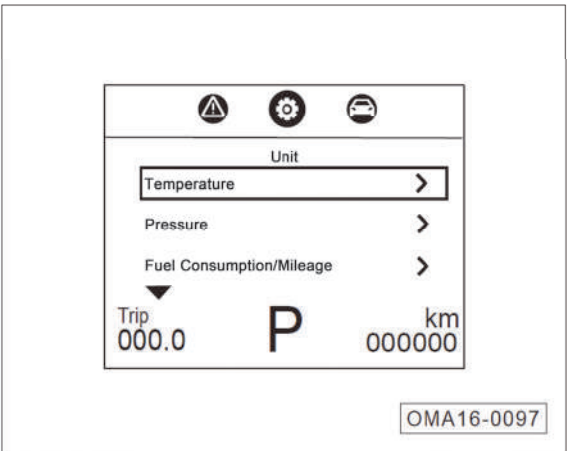 Unit
Temperature
Pressure
Fuel Consumption/Mileage
Trip
km
000.0
P
000000
OMA16-0097